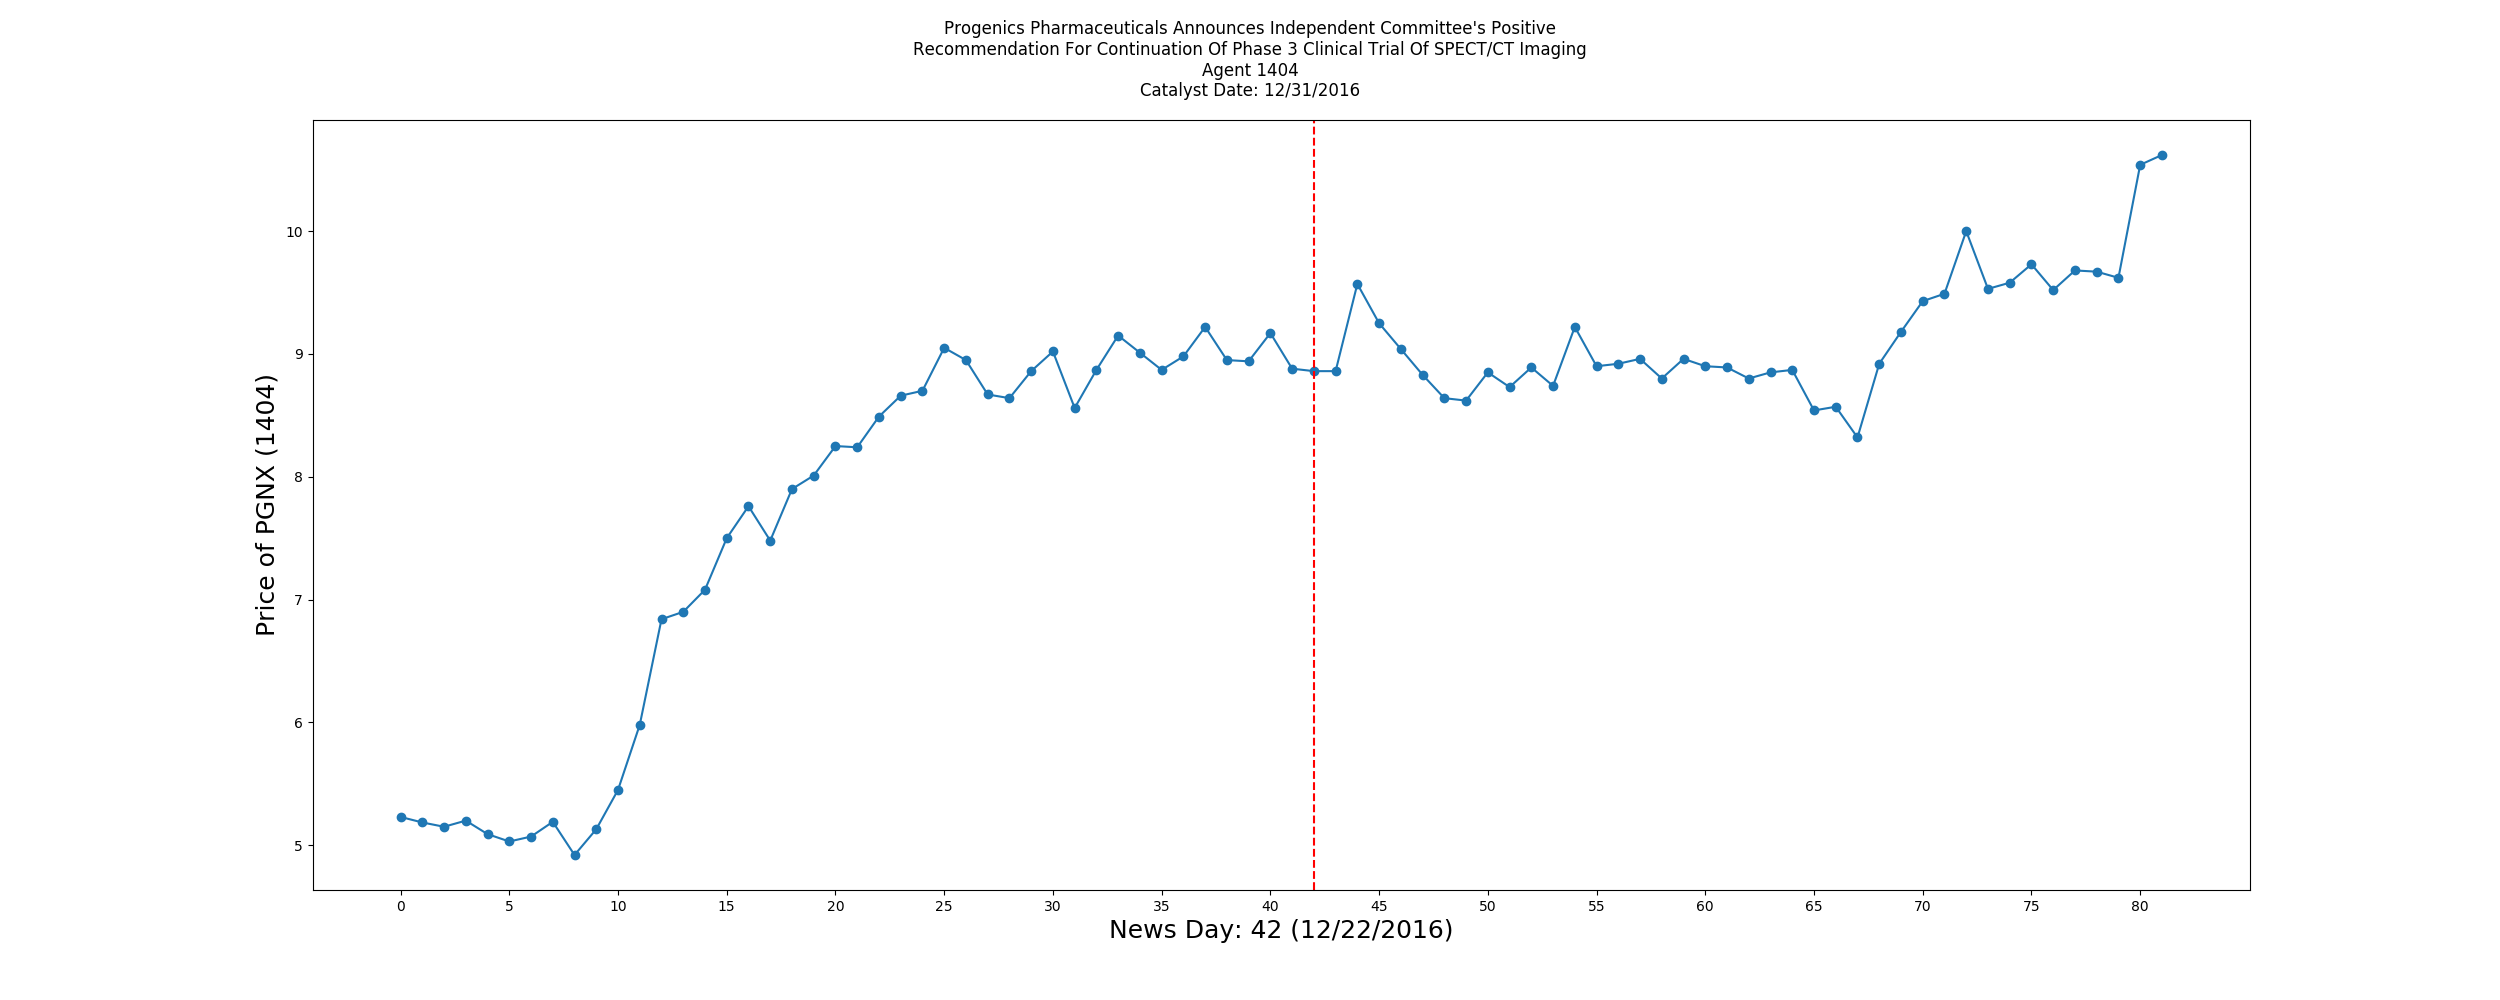 Progenics Pharmaceuticals Announces Independent Committee's Positive
Recommendation For Continuation Of Phase 3 Clinical Trial Of SPECT/CT Imaging
Agent 1404
Catalyst Date: 12/31/2016
Price of PGNX (1404)
10
9
8
7
6
5
0 5 10 15 20 25 30 35 40 45 50 55 60 65 70 75 80
News Day: 42 (12/22/2016)